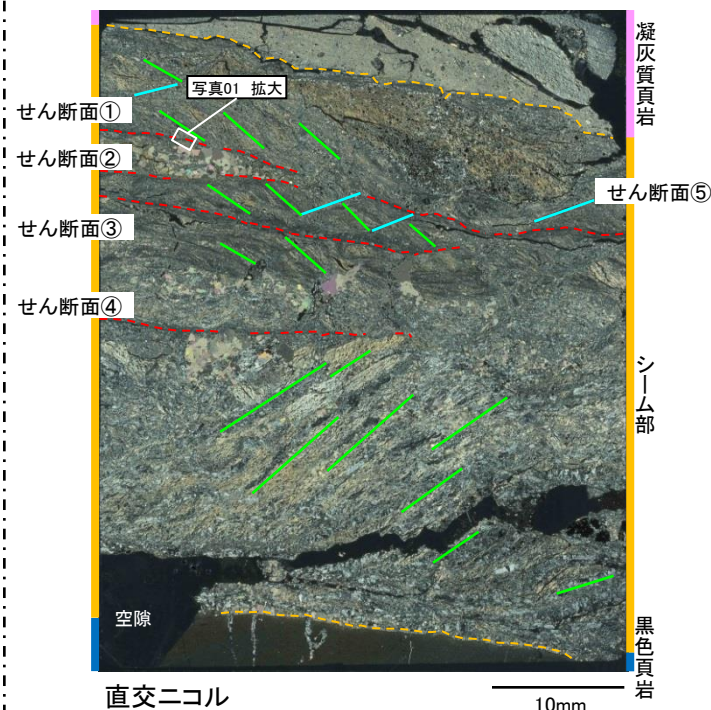 凝灰質頁岩
写真01 拡大
せん断面①
せん断面②
せん断面⑤
せん断面③
せん断面④
シーム部
空隙
黒色頁岩
直交ニコル
10mm